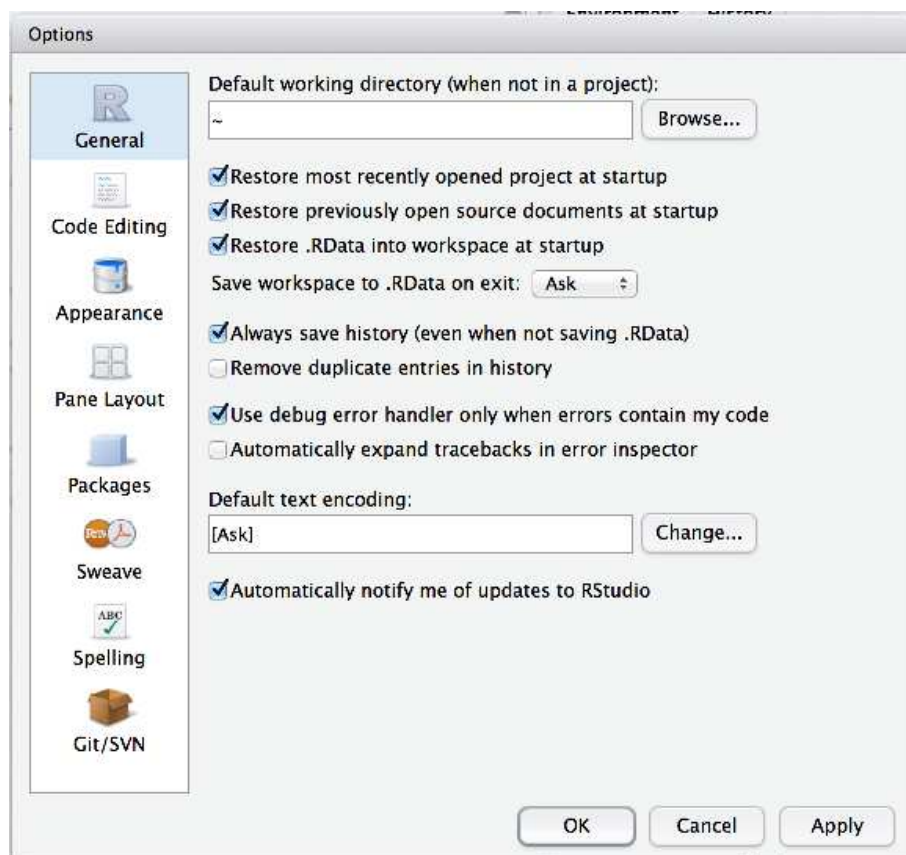 Environment History
Options
General
Code Editing
Appearance
Pane Layout
Packages
Sweave
ABC
Spelling
Git/SVN
Default working directory (when not in a project):
~
Browse...
Restore most recently opened project at startup
Restore previously open source documents at startup
Restore .RData into workspace at startup
Save workspace to .RData on exit: Ask
Always save history (even when not saving .RData)
Remove duplicate entries in history
Use debug error handler only when errors contain my code
Automatically expand tracebacks in error inspector
Default text encoding:
[Ask]
Change...
Automatically notify me of updates to RStudio
OK Cancel Apply